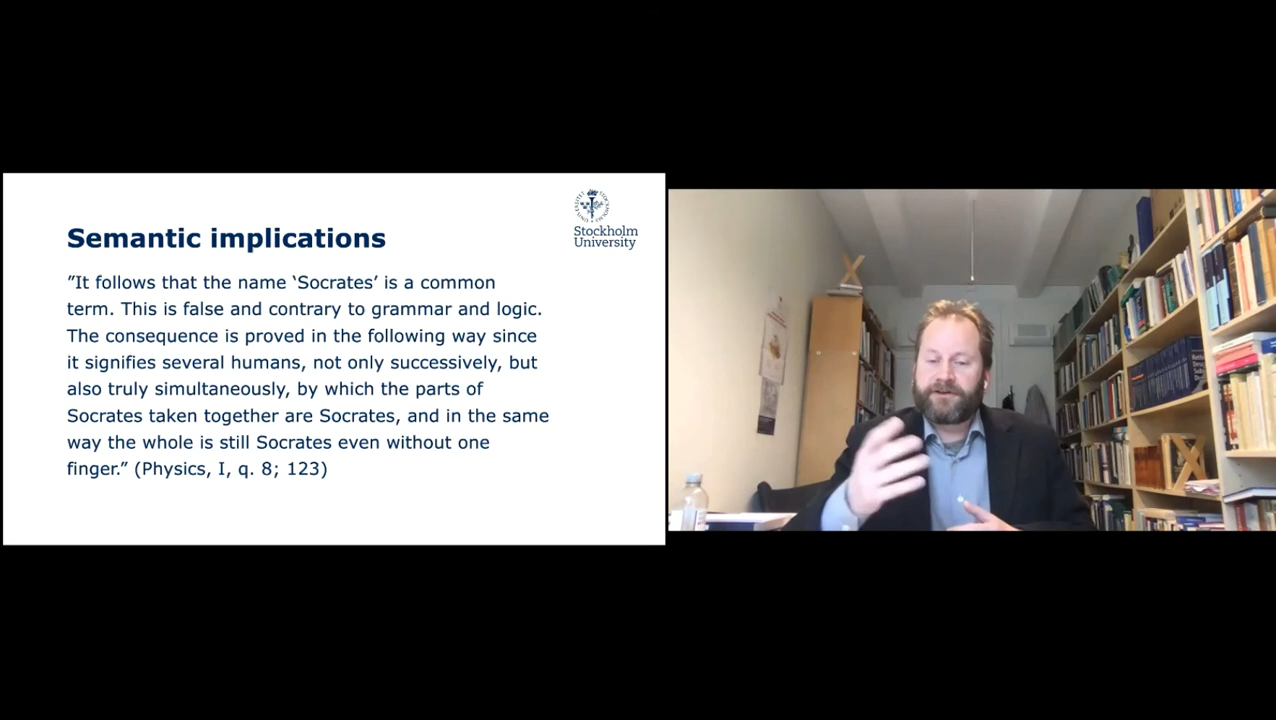 Stockholm
University
Semantic implications
”It follows that the name ‘Socrates’ is a common
term. This is false and contrary to grammar and logic.
The consequence is proved in the following way since
it signifies several humans, not only successively, but
also truly simultaneously, by which the parts of
Socrates taken together are Socrates, and in the same
way the whole is still Socrates even without one
finger.” (Physics, I, q. 8; 123)